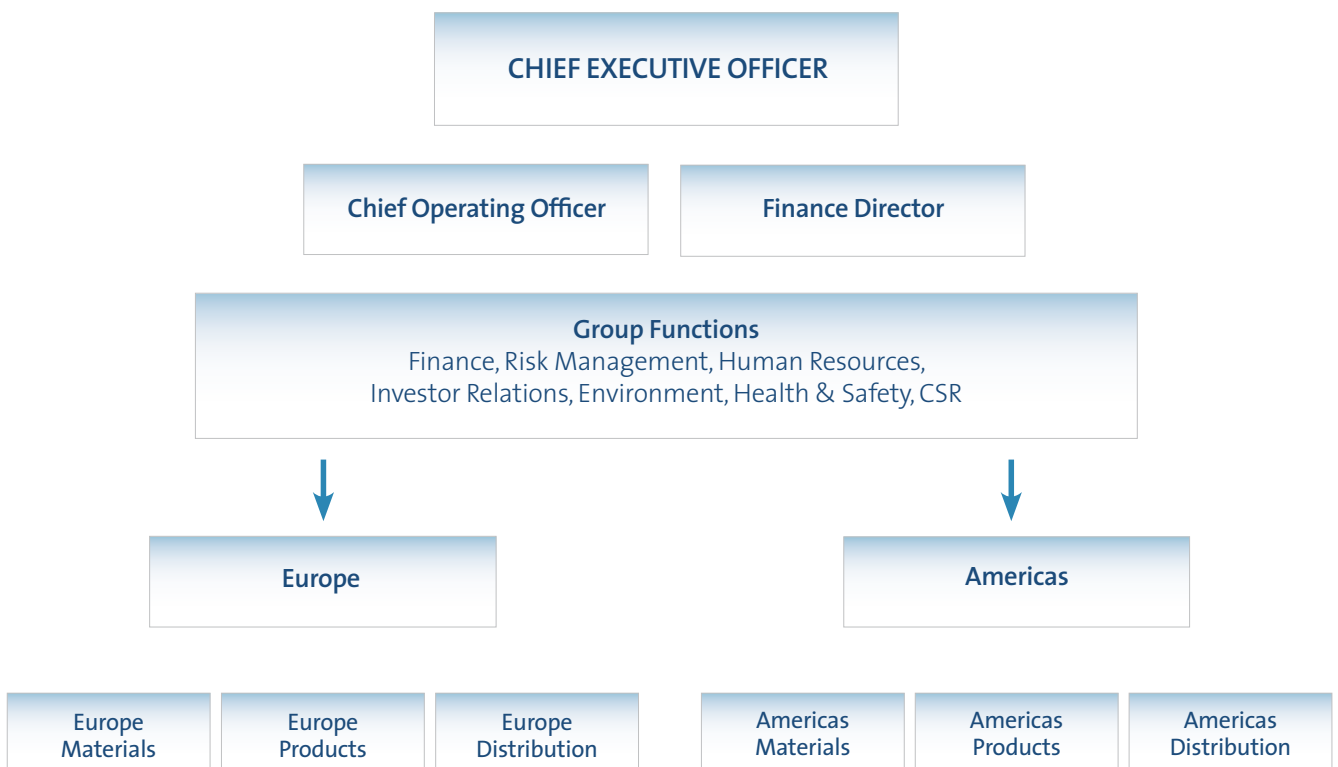 CHIEF EXECUTIVE OFFICER
Chief Operating Officer
Finance Director
Group Functions
Finance, Risk Management, Human Resources,
Investor Relations, Environment, Health & Safety, CSR
Europe
Americas
Europe
Materials
Europe
Products
Europe
Distribution
Americas
Materials
Americas
Products
Americas
Distribution